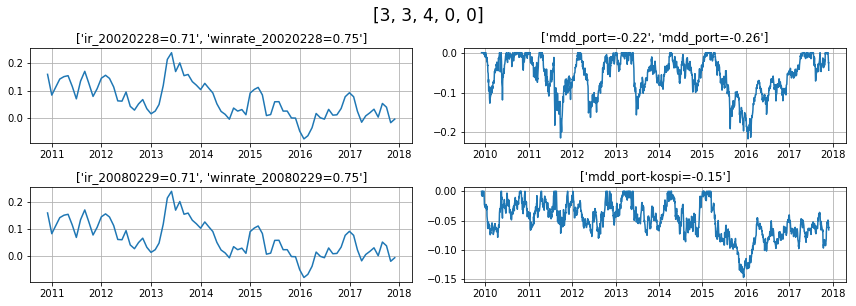 [3, 3, 4, 0, 0]
['ir_20020228=0.71', 'winrate_20020228=0.75']
0.2
0.1
0.0
2011 2012 2013 2014 2015 2016 2017 2018
['mdd_port=-0.22', 'mdd_port=-0.26']
0.0
−0.1
−0.2
2010 2011 2012 2013 2014 2015 2016 2017 2018
['ir_20080229=0.71', 'winrate_20080229=0.75']
0.2
0.1
0.0
2011 2012 2013 2014 2015 2016 2017 2018
['mdd_port-kospi=-0.15']
0.00
−0.05
−0.10
−0.15
2010 2011 2012 2013 2014 2015 2016 2017 2018